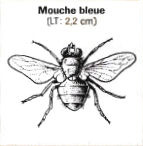 Mouche bleue
(LT: 2,2 cm)